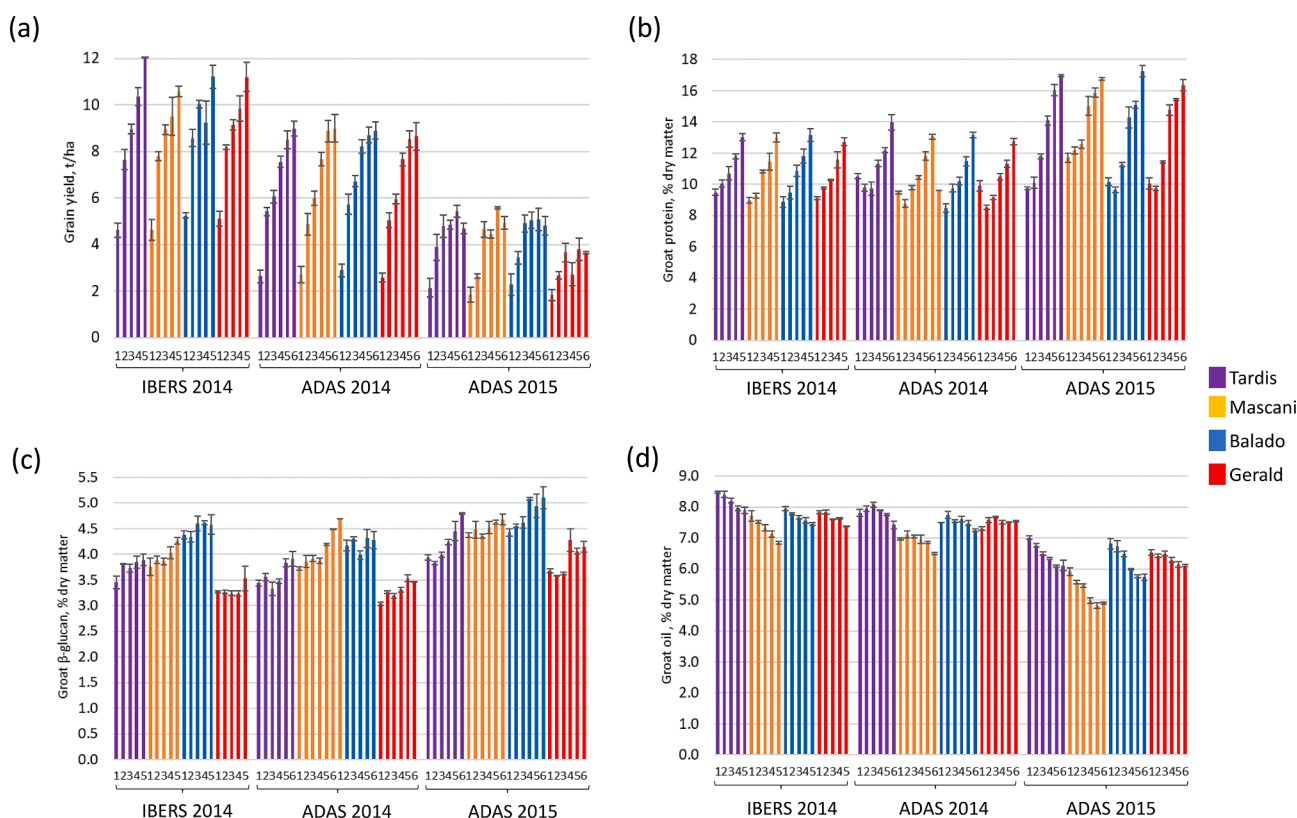 (a)
Grain yield, t/ha
12
10
8
6
4
2
0
12345123451234512345
123456123456123456123456
123456123456123456123456
IBERS 2014
ADAS 2014
ADAS 2015
(b)
Groat protein, % dry matter
18
16
14
12
10
8
6
4
2
0
12345123451234512345
123456123456123456123456
123456123456123456123456
IBERS 2014
ADAS 2014
ADAS 2015
Tardis
Mascani
Balado
Gerald
(c)
Groat β-glucan, % dry matter
5.5
5.0
4.5
4.0
3.5
3.0
2.5
2.0
1.5
1.0
0.5
0.0
12345123451234512345
123456123456123456123456
123456123456123456123456
IBERS 2014
ADAS 2014
ADAS 2015
(d)
Groat oil, % dry matter
9.0
8.0
7.0
6.0
5.0
4.0
3.0
2.0
1.0
0.0
12345123451234512345
123456123456123456123456
123456123456123456123456
IBERS 2014
ADAS 2014
ADAS 2015